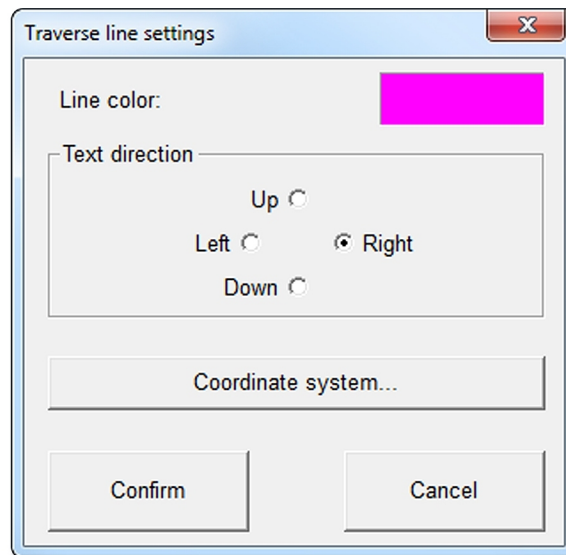 Traverse line settings
Line color:
Text direction
Up
Left Right
Down
Coordinate system...
Confirm Cancel